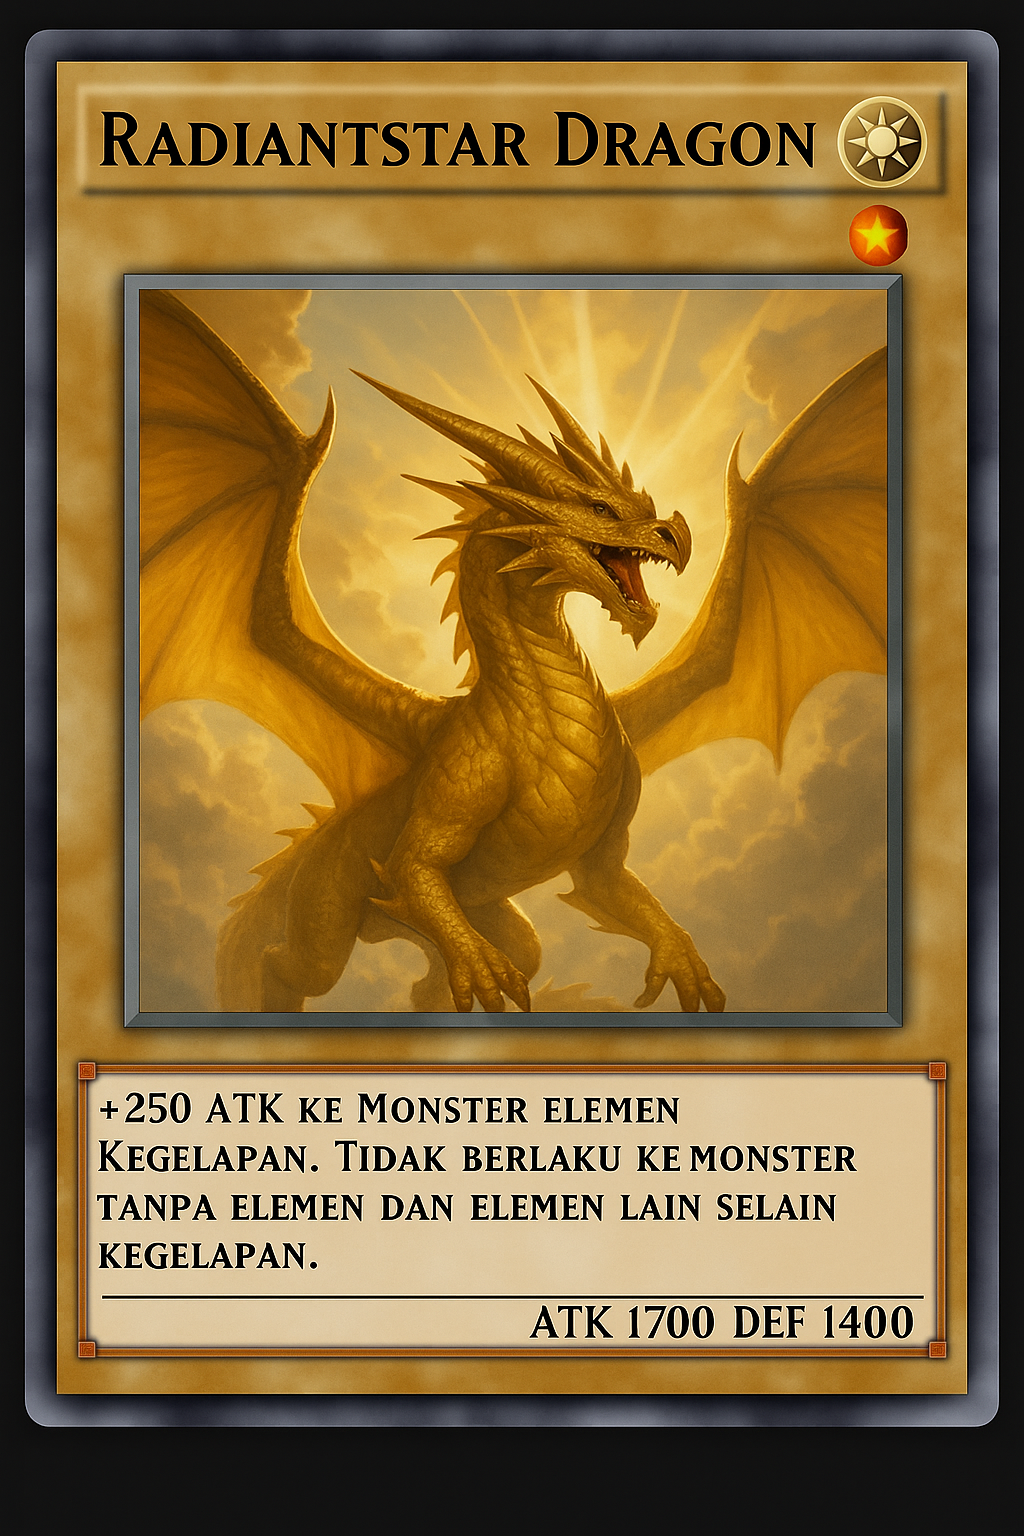 RADIANTSTAR DRAGON
+250 ATK KE MONSTER ELEMEN
KEGELAPAN. TIDAK BERLAKU KE MONSTER
TANPA ELEMEN DAN ELEMEN LAIN SELAIN
KEGELAPAN.
ATK 1700 DEF 1400